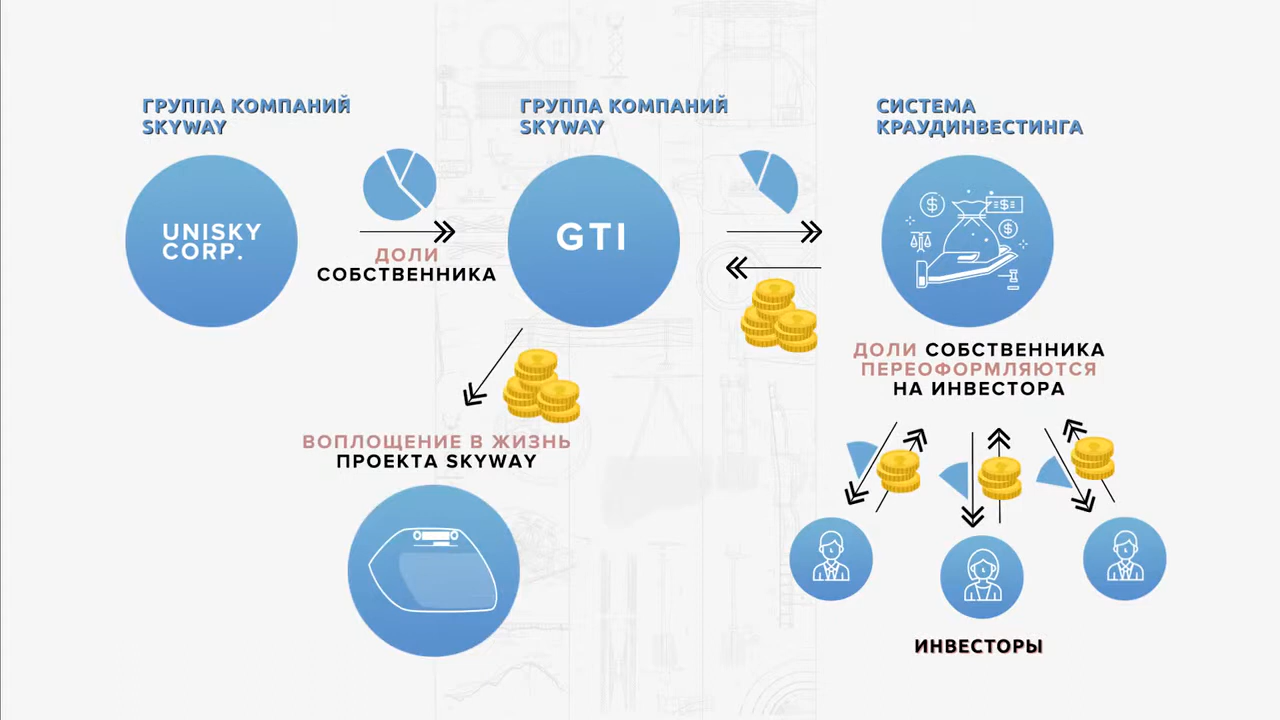 ГРУППА КОМПАНИЙ
SKYWAY
ГРУППА КОМПАНИЙ
SKYWAY
СИСТЕМА
КРАУДИНВЕСТИНГА
UNISKY
CORP.
ДОЛИ
СОБСТВЕННИКА
GTI
ДОЛИ СОБСТВЕННИКА
ПЕРЕОФОРМЛЯЮТСЯ
НА ИНВЕСТОРА
ВОПЛОЩЕНИЕ В ЖИЗНЬ
ПРОЕКТА SKYWAY
ИНВЕСТОРЫ